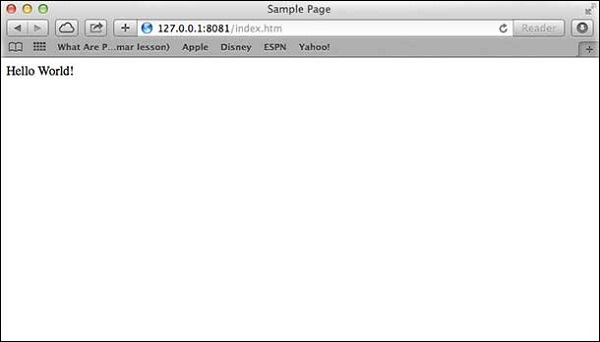 Sample Page
127.0.0.1:8081/index.htm
Reader
What Are P...mar lesson) Apple Disney ESPN Yahoo!
Hello World!